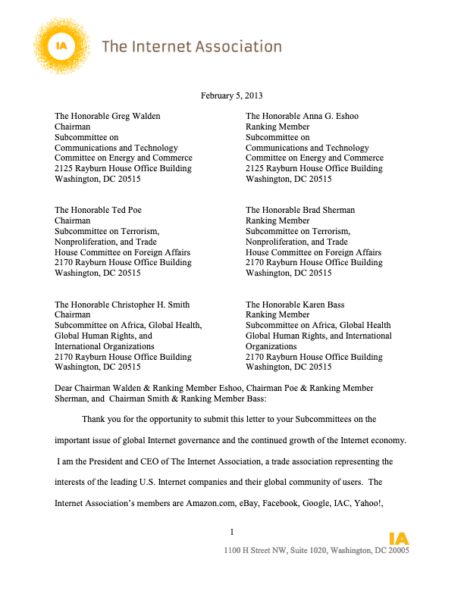 IA The Internet Association
February 5, 2013
The Honorable Greg Walden
Chairman
Subcommittee on
Communications and Technology
Committee on Energy and Commerce
2125 Rayburn House Office Building
Washington, DC 20515
The Honorable Anna G. Eshoo
Ranking Member
Subcommittee on
Communications and Technology
Committee on Energy and Commerce
2125 Rayburn House Office Building
Washington, DC 20515
The Honorable Ted Poe
Chairman
Subcommittee on Terrorism,
Nonproliferation, and Trade
House Committee on Foreign Affairs
2170 Rayburn House Office Building
Washington, DC 20515
The Honorable Brad Sherman
Ranking Member
Subcommittee on Terrorism,
Nonproliferation, and Trade
House Committee on Foreign Affairs
2170 Rayburn House Office Building
Washington, DC 20515
The Honorable Christopher H. Smith
Chairman
Subcommittee on Africa, Global Health,
Global Human Rights, and
International Organizations
2170 Rayburn House Office Building
Washington, DC 20515
The Honorable Karen Bass
Ranking Member
Subcommittee on Africa, Global Health
Global Human Rights, and International
Organizations
2170 Rayburn House Office Building
Washington, DC 20515
Dear Chairman Walden & Ranking Member Eshoo, Chairman Poe & Ranking Member
Sherman, and Chairman Smith & Ranking Member Bass:
Thank you for the opportunity to submit this letter to your Subcommittees on the
important issue of global Internet governance and the continued growth of the Internet economy.
I am the President and CEO of The Internet Association, a trade association representing the
interests of the leading U.S. Internet companies and their global community of users. The
Internet Association's members are Amazon.com, eBay, Facebook, Google, IAC, Yahoo!,
1
IA
1100 H Street NW, Suite 1020, Washington, DC 20005